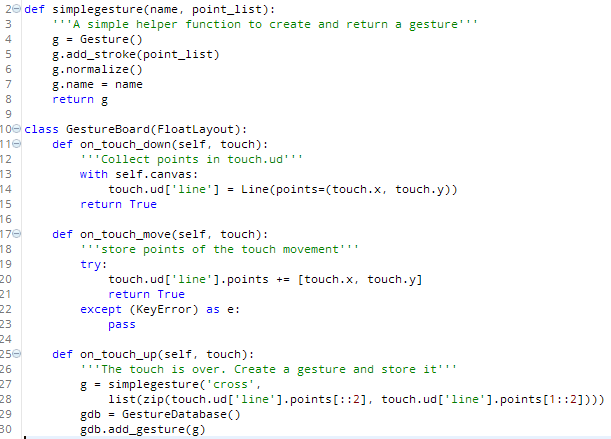 2 def simplegesture(name, point_list):
3     '''A simple helper function to create and return a gesture'''
4     g = Gesture()
5     g.add_stroke(point_list)
6     g.normalize()
7     g.name = name
8     return g
9
10 class GestureBoard(FloatLayout):
11     def on_touch_down(self, touch):
12         '''Collect points in touch.ud'''
13         with self.canvas:
14             touch.ud['line'] = Line(points=(touch.x, touch.y))
15         return True
16
17     def on_touch_move(self, touch):
18         '''store points of the touch movement'''
19         try:
20             touch.ud['line'].points += [touch.x, touch.y]
21             return True
22         except (KeyError) as e:
23             pass
24
25     def on_touch_up(self, touch):
26         '''The touch is over. Create a gesture and store it'''
27         g = simplegesture('cross',
28             list(zip(touch.ud['line'].points[::2], touch.ud['line'].points[1::2])))
29         gdb = GestureDatabase()
30         gdb.add_gesture(g)